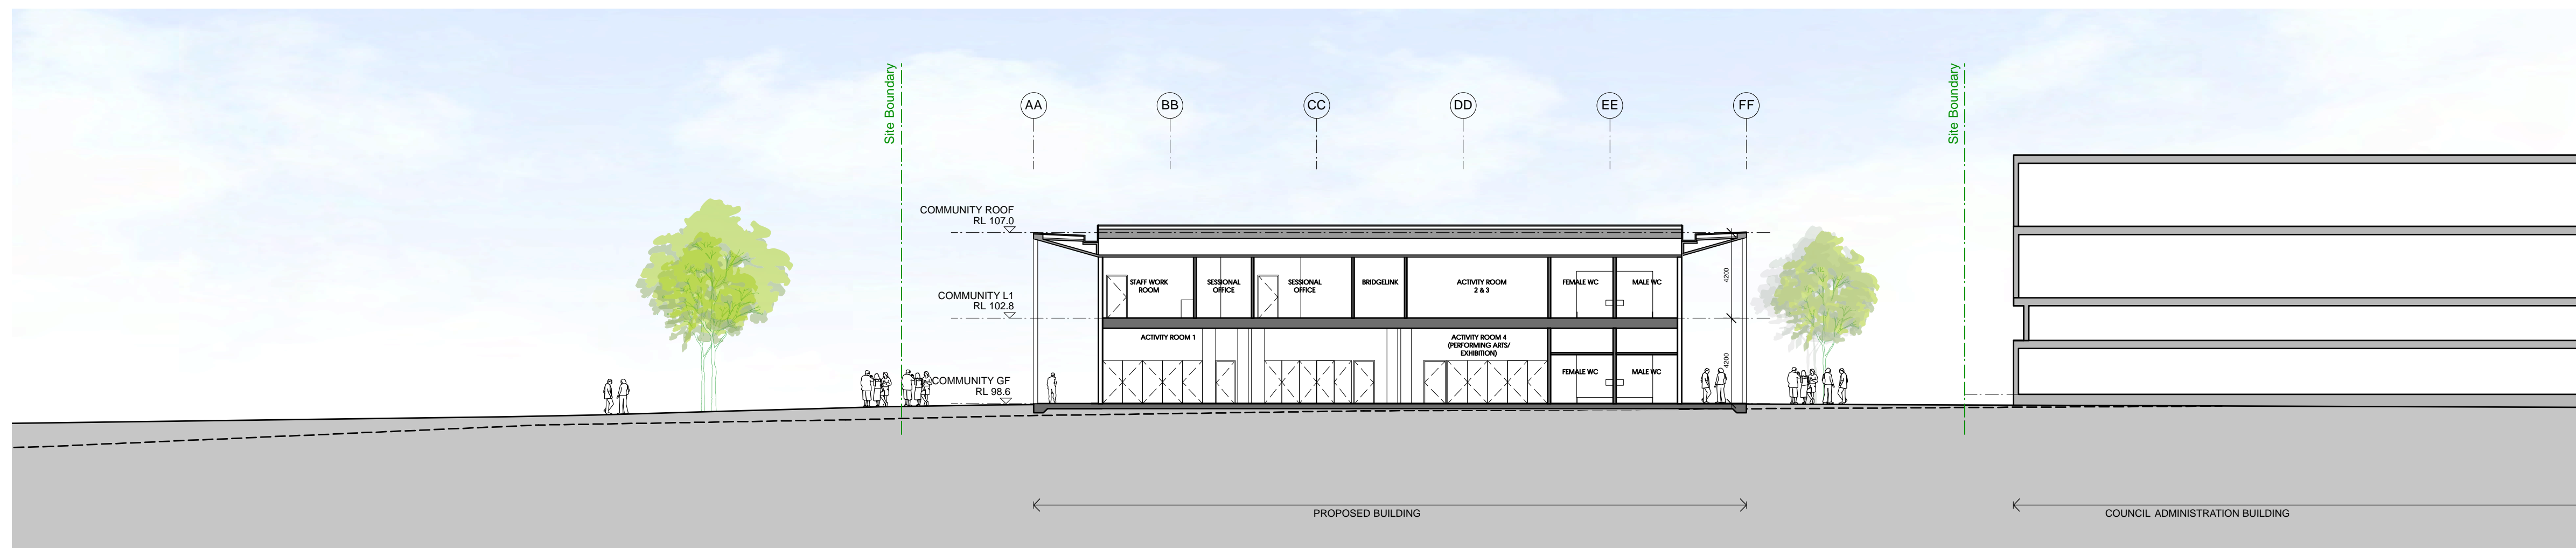 Site Boundary
Site Boundary
AA
BB
CC
DD
EE
FF
COMMUNITY ROOF
RL 107.0
COMMUNITY L1
RL 102.8
COMMUNITY GF
RL 98.6
STAFF WORK
ROOM
SESSIONAL
OFFICE
SESSIONAL
OFFICE
BRIDGELINK
ACTIVITY ROOM
2 & 3
FEMALE WC
MALE WC
4200
ACTIVITY ROOM 1
ACTIVITY ROOM 4
(PERFORMING ARTS/
EXHIBITION)
FEMALE WC
MALE WC
4200
PROPOSED BUILDING
COUNCIL ADMINISTRATION BUILDING